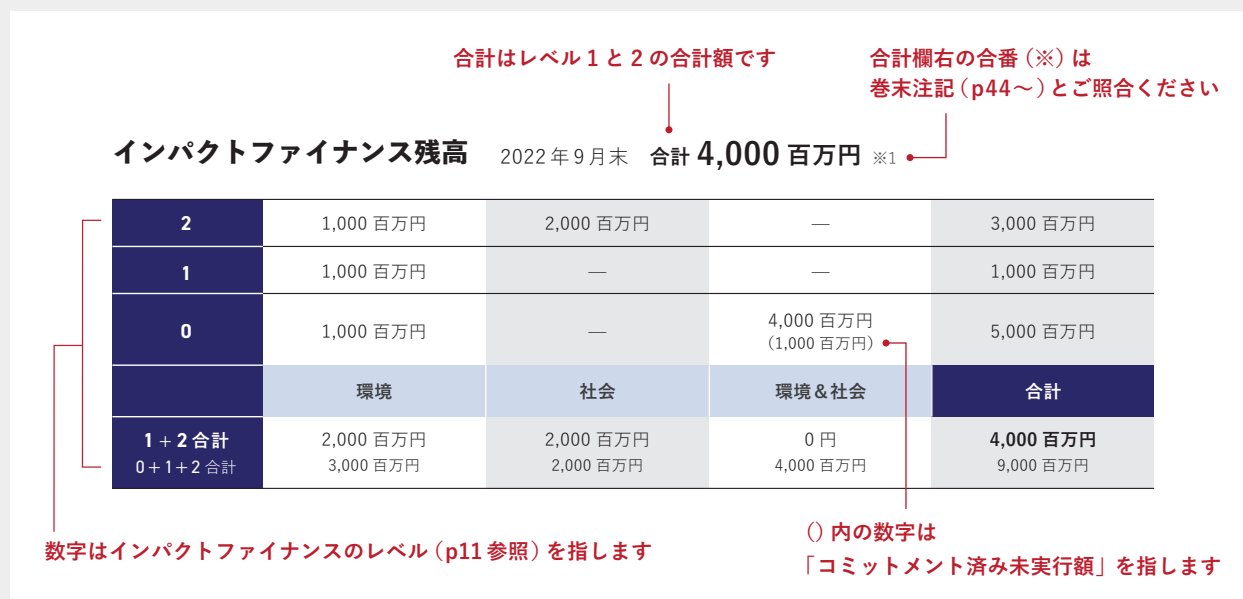 合計はレベル1と2の合計額です
合計欄右の合番（※）は
巻末注記（p44～）とご照合ください
インパクトファイナンス残高 2022年9月末 合計 4,000 百万円 ※1
2 1,000 百万円 2,000 百万円 — 3,000 百万円
1 1,000 百万円 — — 1,000 百万円
0 1,000 百万円 — 4,000 百万円 5,000 百万円
（1,000 百万円）
環境 社会 環境＆社会 合計
1+2 合計 2,000 百万円 2,000 百万円 0 円 4,000 百万円
0+1+2 合計 3,000 百万円 2,000 百万円 4,000 百万円 9,000 百万円
数字はインパクトファイナンスのレベル（p11 参照）を指します
（）内の数字は
「コミットメント済み未実行額」を指します